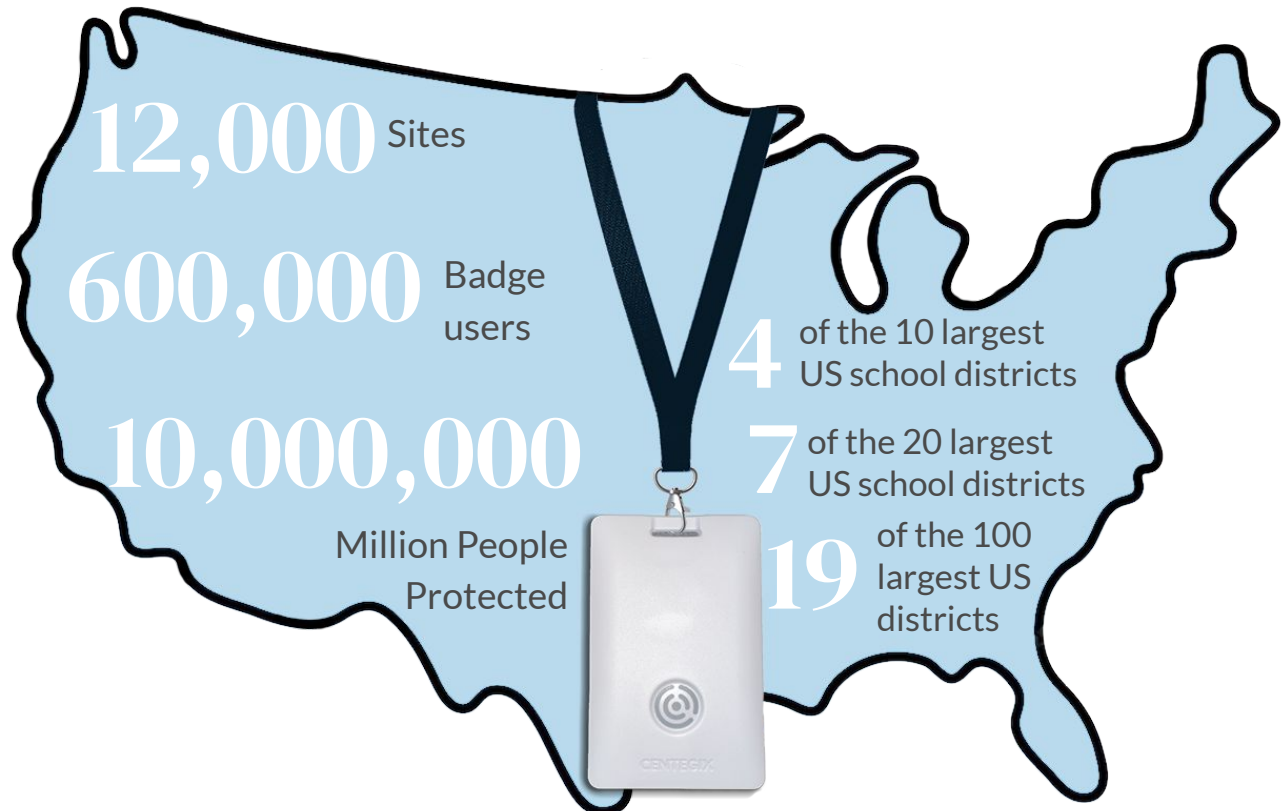 12,000 Sites
600,000 Badge
users
10,000,000
Million People
Protected
4 of the 10 largest
US school districts
7 of the 20 largest
US school districts
19 of the 100
largest US
districts
CENTEGIX